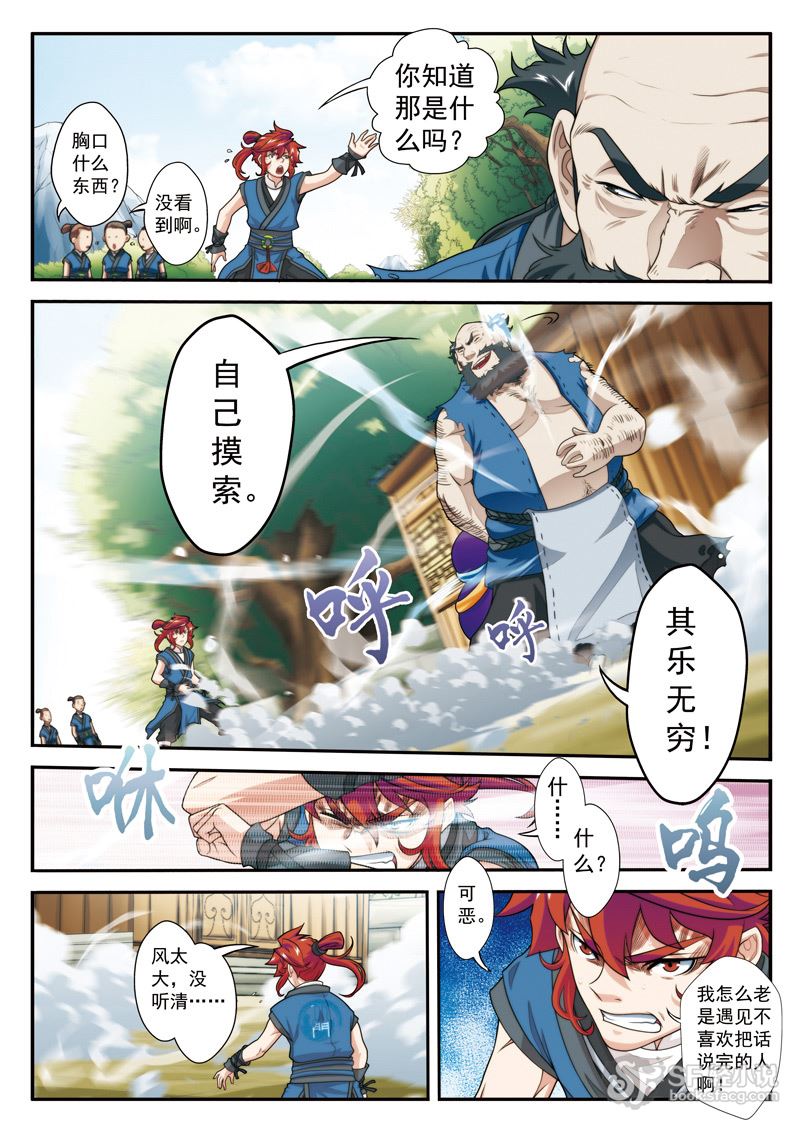 你知道
那是什
么吗？
胸口
什么
东西？
没看
到啊。
自己摸索。
呼
呼
其乐无穷！
咻
什……
什么？
呜
可恶。
风太
大，没
听清……
我怎么老
是遇见不
喜欢把话
说完的人
啊！
SF轻小说
book.sfacg.com